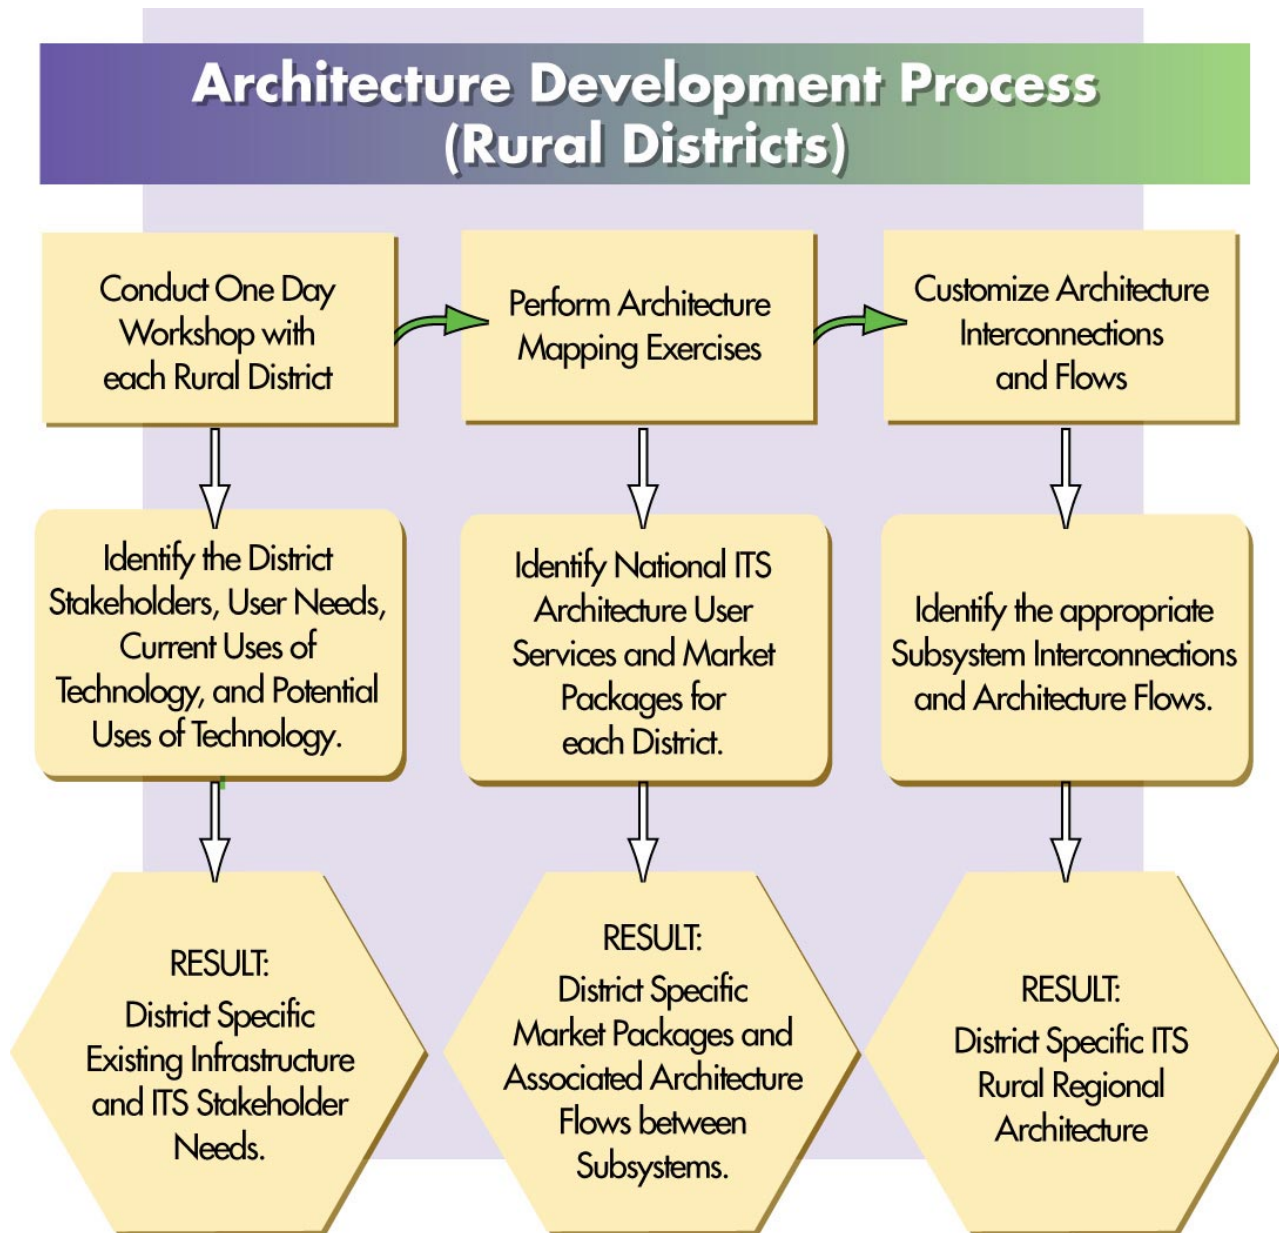 Architecture Development Process
(Rural Districts)
Conduct One Day
Workshop with
each Rural District
Perform Architecture
Mapping Exercises
Customize Architecture
Interconnections
and Flows
Identify the District
Stakeholders, User Needs,
Current Uses of
Technology, and Potential
Uses of Technology.
Identify National ITS
Architecture User
Services and Market
Packages for
each District.
Identify the appropriate
Subsystem Interconnections
and Architecture Flows.
RESULT:
District Specific
Existing Infrastructure
and ITS Stakeholder
Needs.
RESULT:
District Specific
Market Packages and
Associated Architecture
Flows between
Subsystems.
RESULT:
District Specific ITS
Rural Regional
Architecture